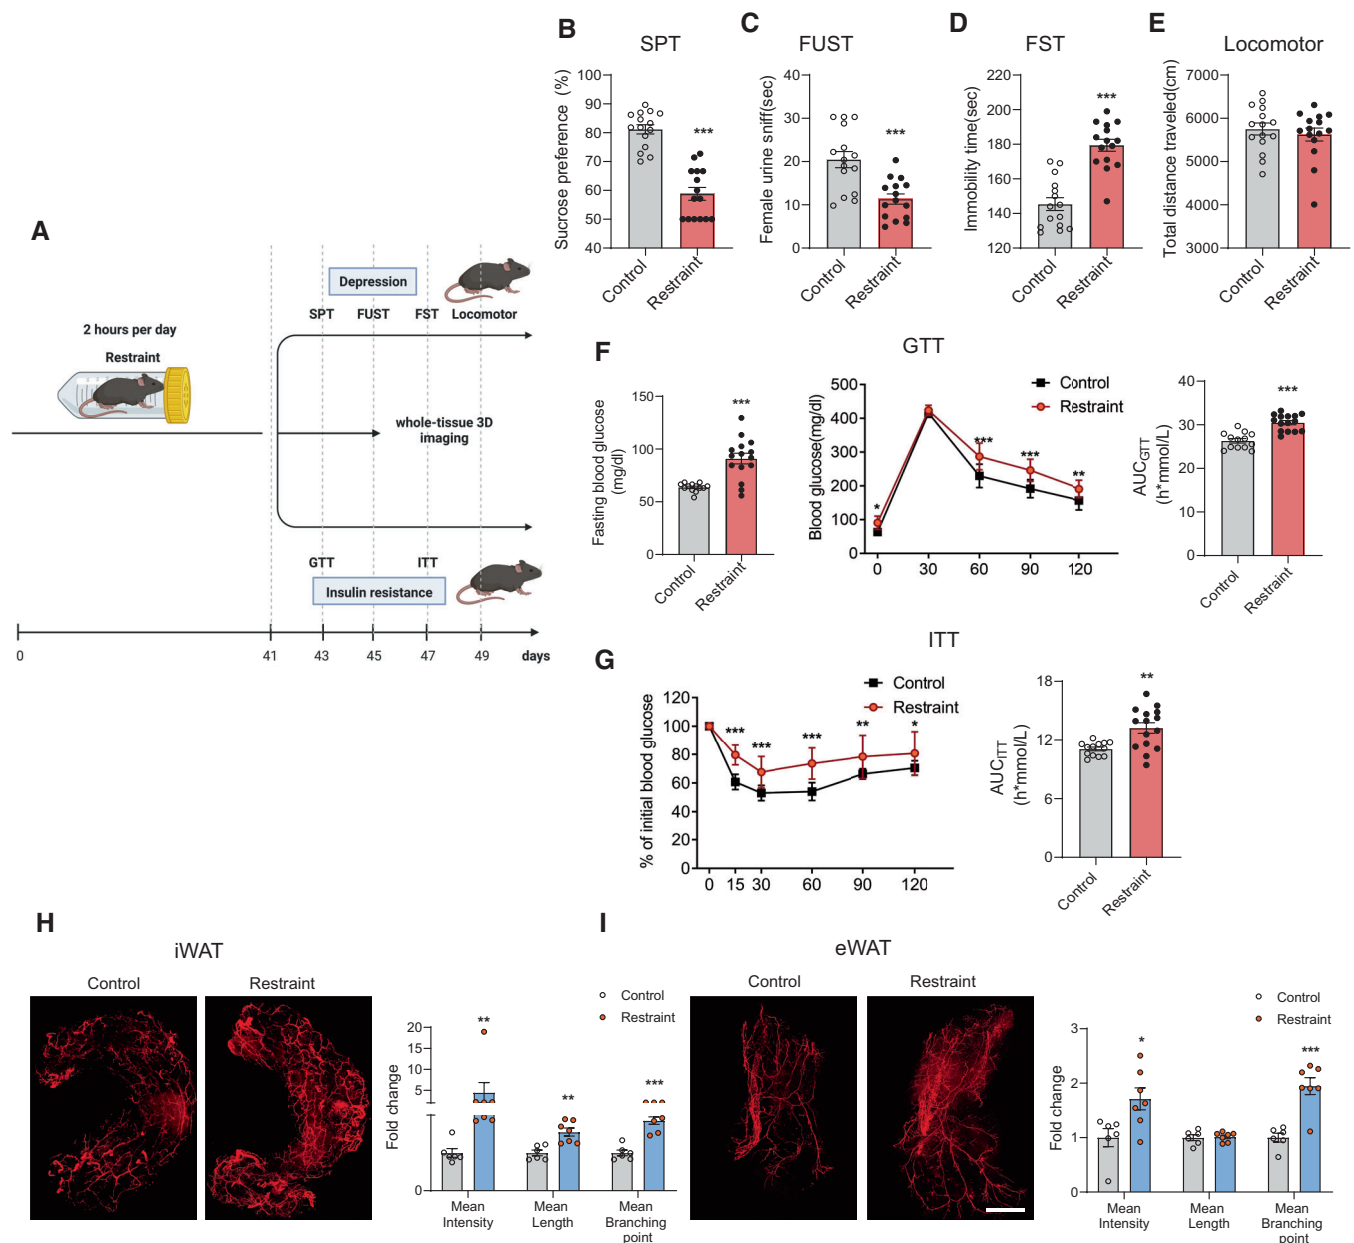 A
2 hours per day
Restraint
Depression
SPT FUST FST Locomotor
whole-tissue 3D
imaging
GTT ITT
Insulin resistance
0 41 43 45 47 49 days
B
SPT
Sucrose preference (%)
100
90
80
70
60
50
40
***
Control
Restraint
C
FUST
Female urine sniff(sec)
40
30
20
10
0
***
Control
Restraint
D
FST
Immobility time(sec)
220
200
180
160
140
120
***
Control
Restraint
E
Locomotor
Total distance traveled(cm)
7000
6000
5000
4000
3000
Control
Restraint
F
Fasting blood glucose
(mg/dl)
150
100
50
0
***
Control
Restraint
GTT
Blood glucose(mg/dl)
500
400
300
200
100
0
Control
Restraint
* *** *** **
0 30 60 90 120
AUCGTT
(h*mmol/L)
40
30
20
10
0
***
Control
Restraint
G
ITT
% of initial blood glucose
120
100
80
60
40
20
0
Control
Restraint
*** *** *** ** *
0 15 30 60 90 120
AUCITT
(h*mmol/L)
18
12
6
0
**
Control
Restraint
H
iWAT
Control Restraint
Control
Restraint
Fold change
20
15
10
5
0
** ** ***
Mean
Intensity
Mean
Length
Mean
Branching
point
I
eWAT
Control Restraint
Control
Restraint
Fold change
3
2
1
0
* ***
Mean
Intensity
Mean
Length
Mean
Branching
point